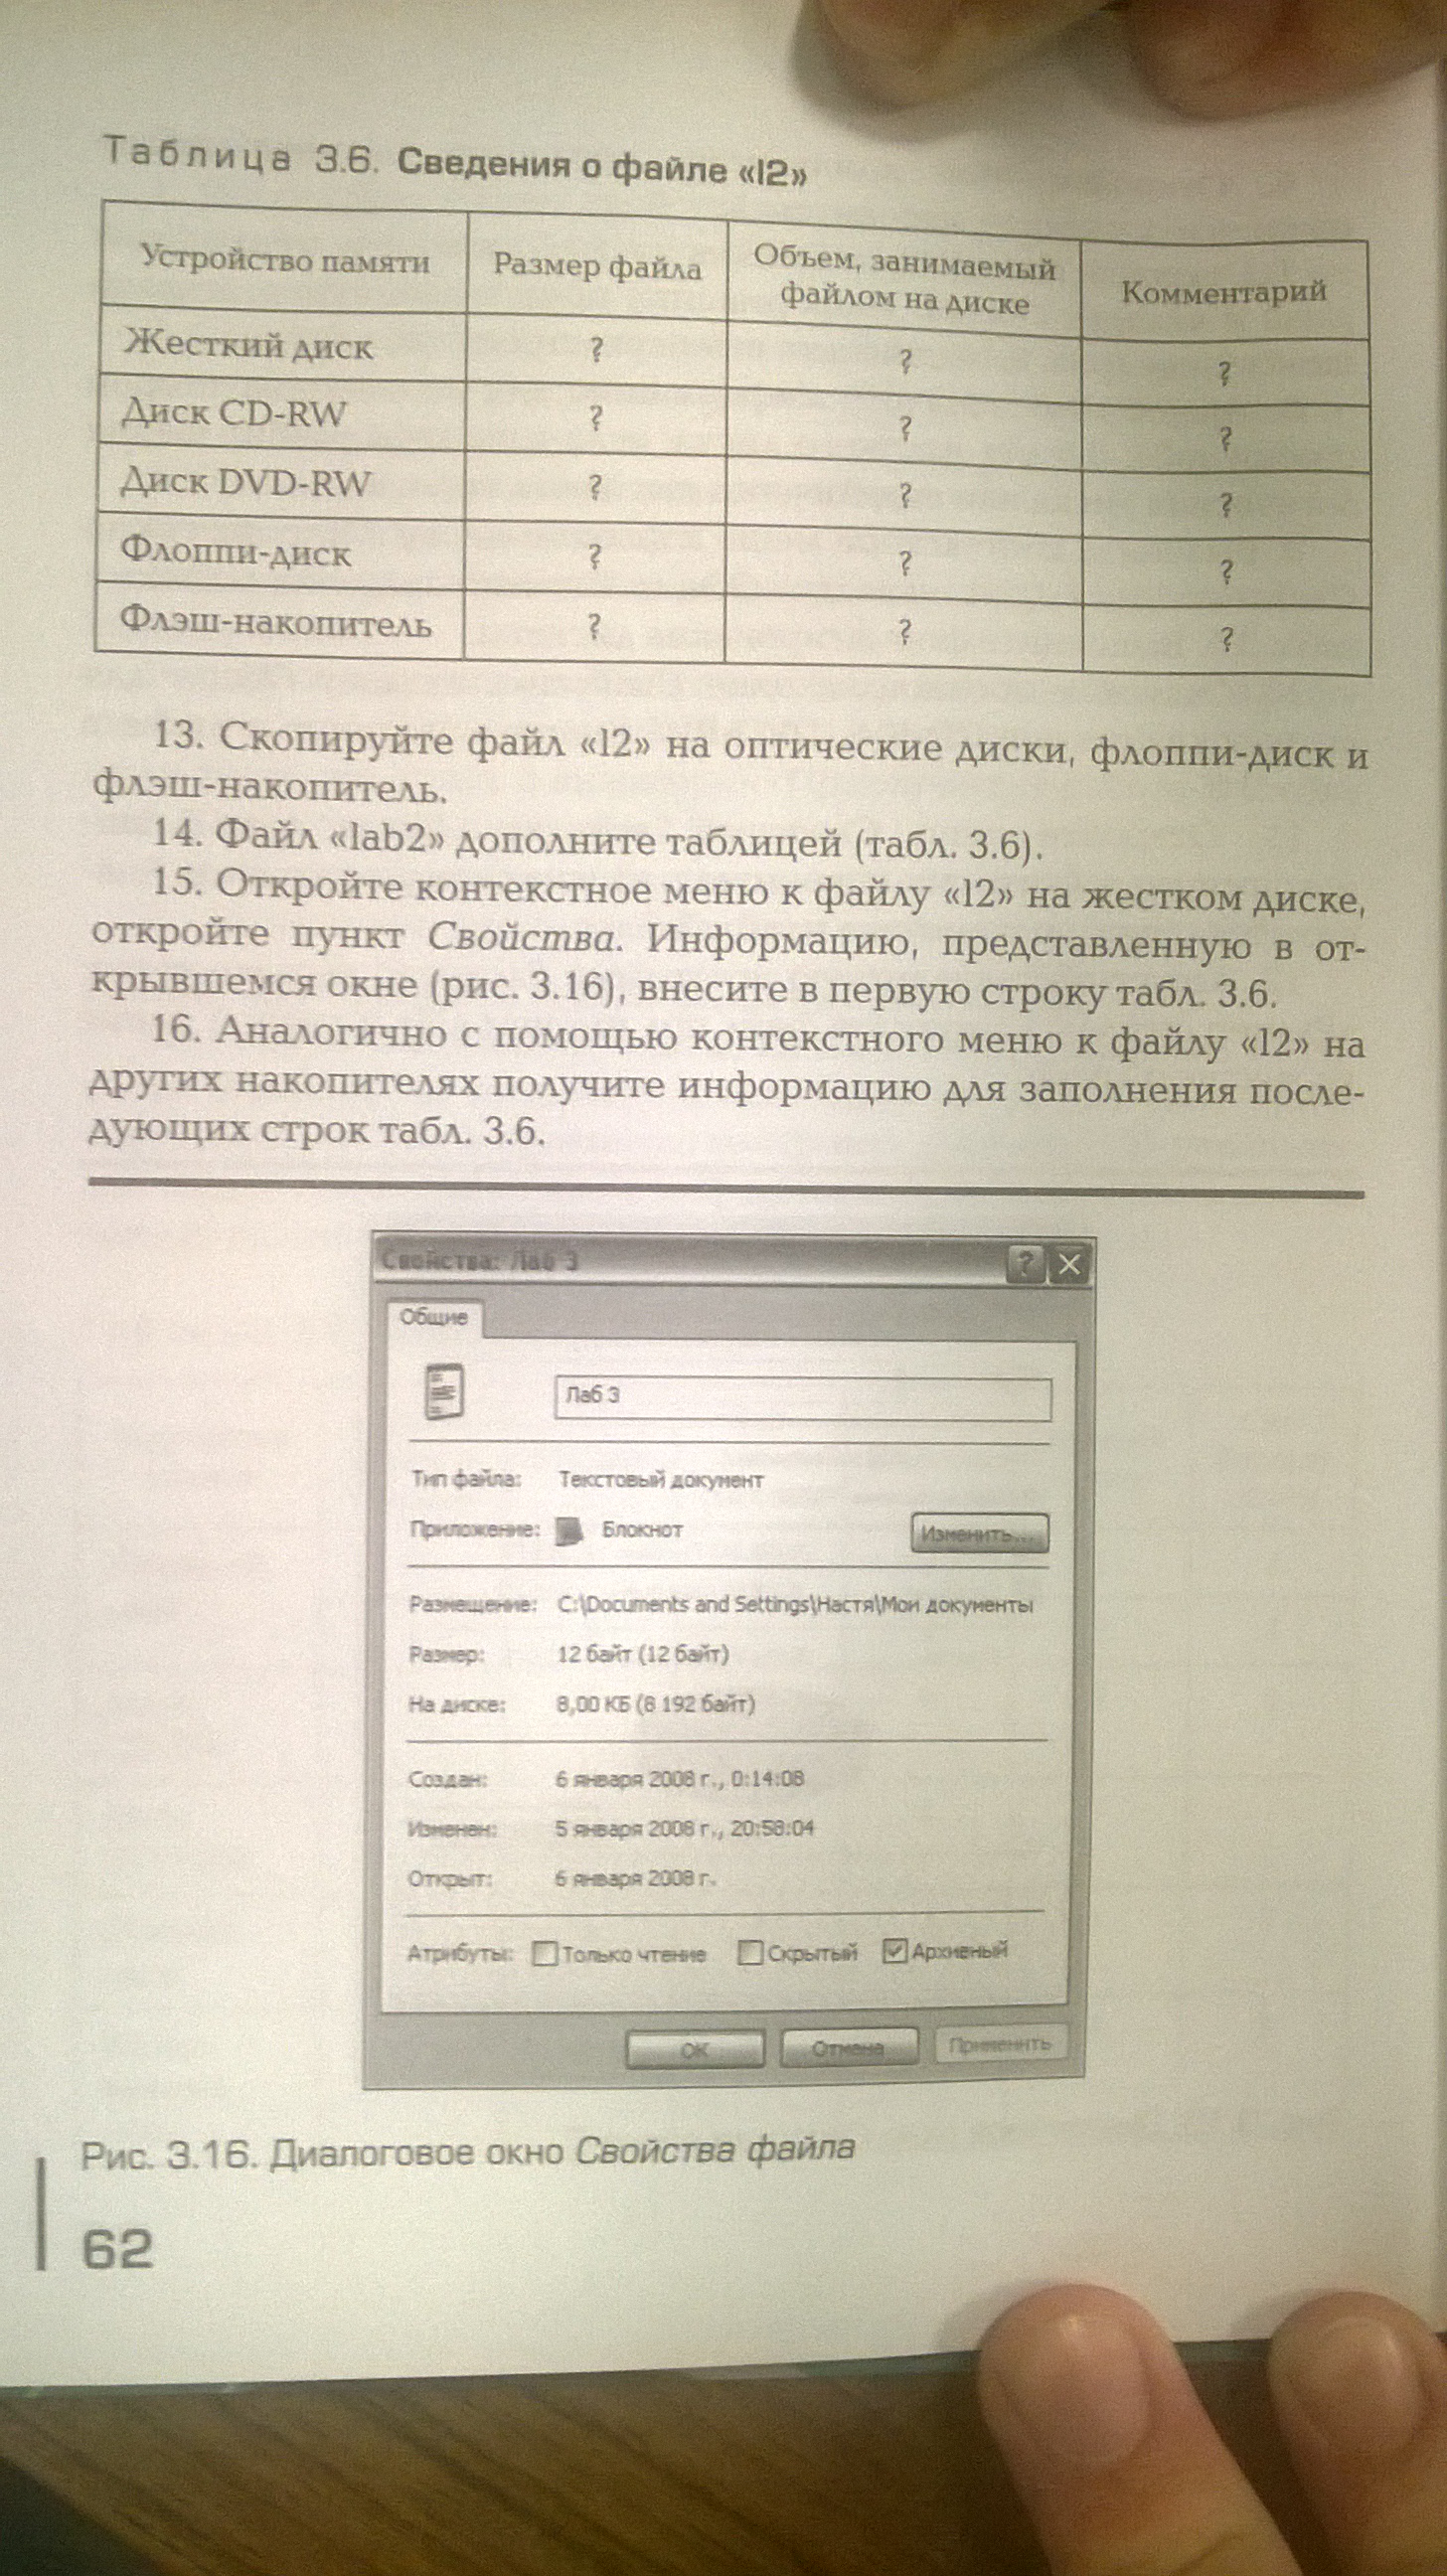 Таблица 3.6. Сведения о файле «l2»
Устройство памяти
Размер файла
Объем, занимаемый
файлом на диске
Комментарий
Жесткий диск ? ? ?
Диск CD-RW ? ? ?
Диск DVD-RW ? ? ?
Флоппи-диск ? ? ?
Флэш-накопитель ? ? ?
13. Скопируйте файл «l2» на оптические диски, флоппи-диск и
флэш-накопитель.
14. Файл «lab2» дополните таблицей (табл. 3.6).
15. Откройте контекстное меню к файлу «l2» на жестком диске,
откройте пункт Свойства. Информацию, представленную в от-
крывшемся окне (рис. 3.16), внесите в первую строку табл. 3.6.
16. Аналогично с помощью контекстного меню к файлу «l2» на
других накопителях получите информацию для заполнения после-
дующих строк табл. 3.6.
Свойства: Лаб 3 ?
Общие
Лаб 3
Тип файла: Текстовый документ
Приложение: Блокнот Изменить...
Размещение: C:\Documents and Settings\Настя\Мои документы
Размер: 12 байт (12 байт)
На диске: 8,00 КБ (8 192 байт)
Создан: 6 января 2008 г., 0:14:08
Изменен: 5 января 2008 г., 20:58:04
Открыт: 6 января 2008 г.
Атрибуты: Только чтение Скрытый Архивный
ОК Отмена Применить
Рис. 3.16. Диалоговое окно Свойства файла
62